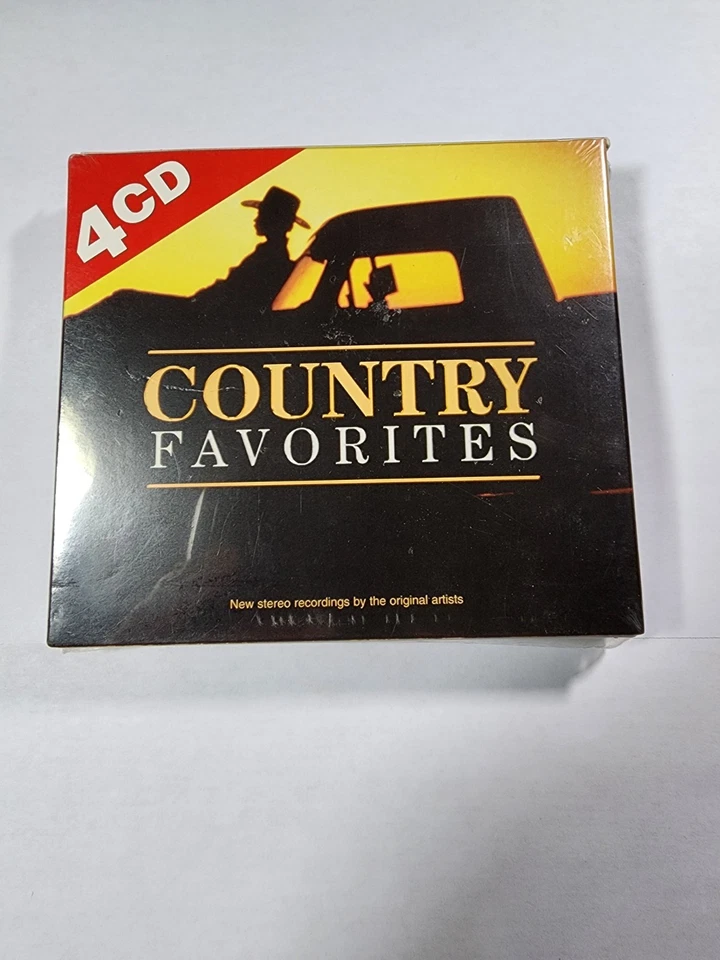 4CD
COUNTRY
FAVORITES
New stereo recordings by the original artists